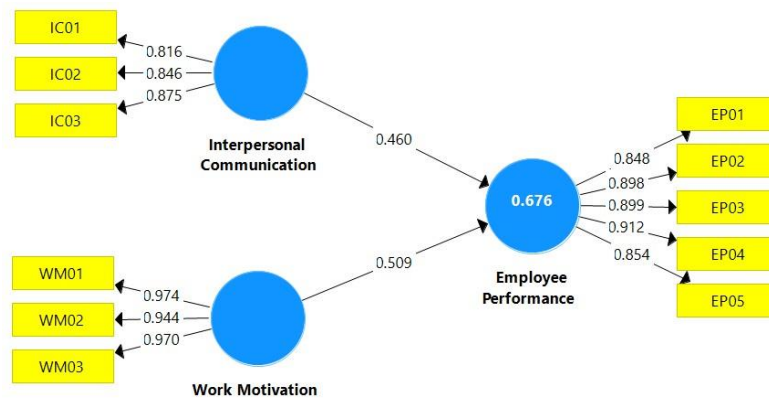 IC01
0.816
IC02
0.846
IC03
0.875
Interpersonal
Communication
0.460
EP01
0.848
EP02
0.898
0.676
0.899
EP03
0.912
EP04
0.854
EP05
Employee
Performance
0.509
WM01
0.974
WM02
0.944
WM03
0.970
Work Motivation